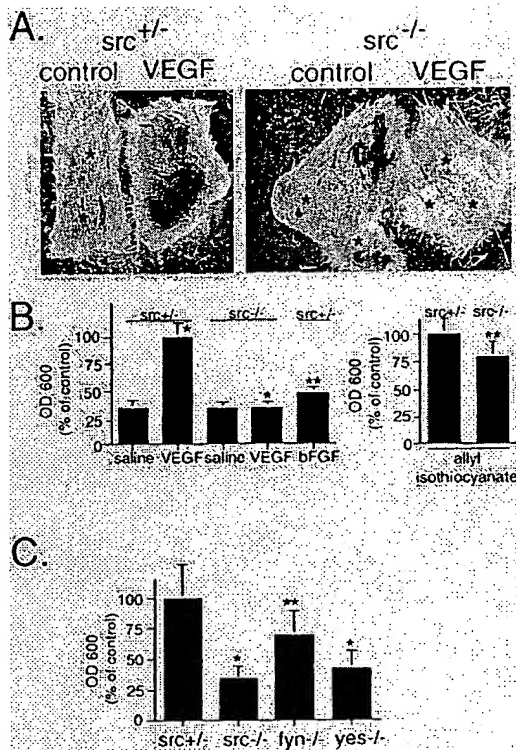 A.
src+/- src-/-
control VEGF control VEGF
B.
src+/- src-/- src+/-
OD 600
(% of control)
100
75
50
25
0
* * **
saline VEGF saline VEGF bFGF
src+/- src-/-
OD 600
(% of control)
100
75
50
25
0
**
allyl
isothiocyanate
C.
OD 600
(% of control)
100
75
50
25
0
* ** *
src+/- src-/- fyn-/- yes-/-